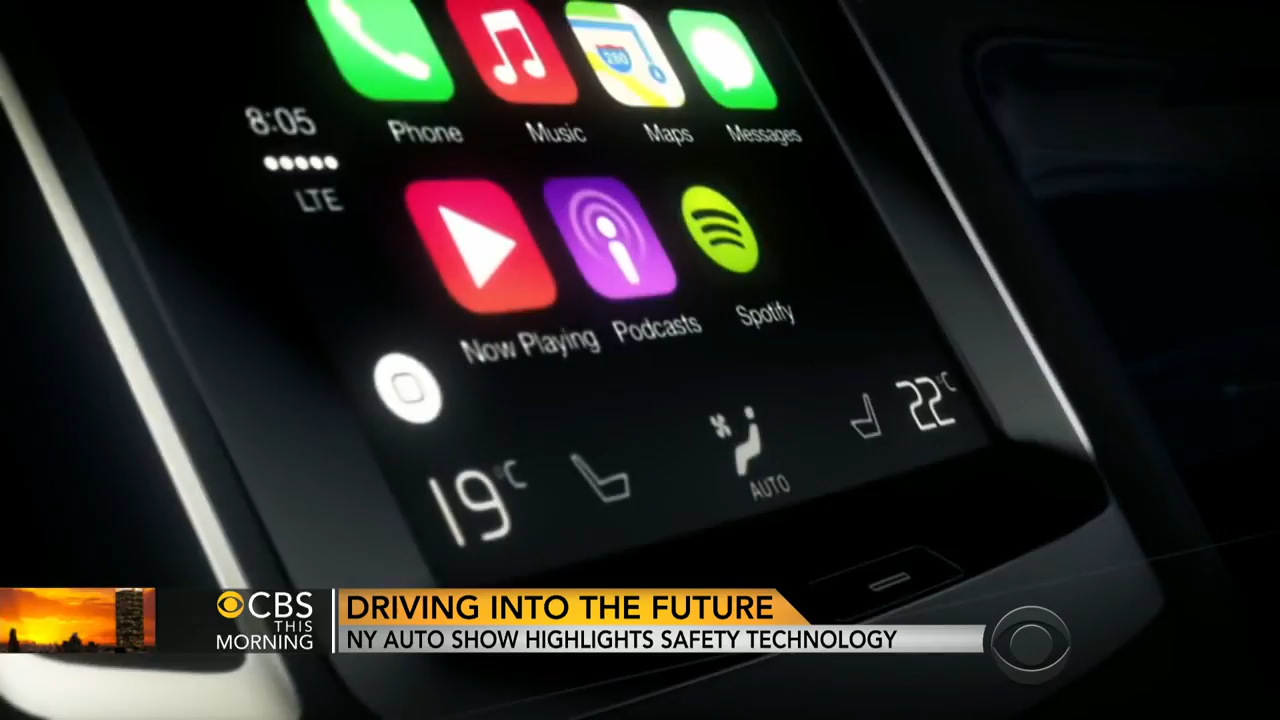 280
8:05
Phone
Music
Maps
Messages
LTE
Now Playing
Podcasts
Spotify
19°C
AUTO
22°C
CBS
THIS
MORNING
DRIVING INTO THE FUTURE
NY AUTO SHOW HIGHLIGHTS SAFETY TECHNOLOGY